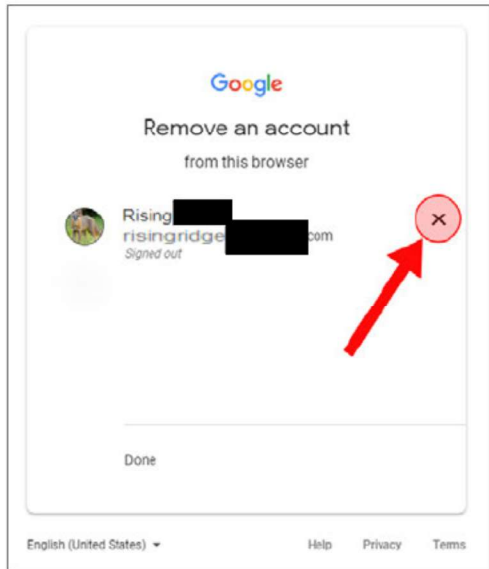 Google
Remove an account
from this browser
Rising
risingridge com
Signed out
Done
English (United States)
Help Privacy Terms